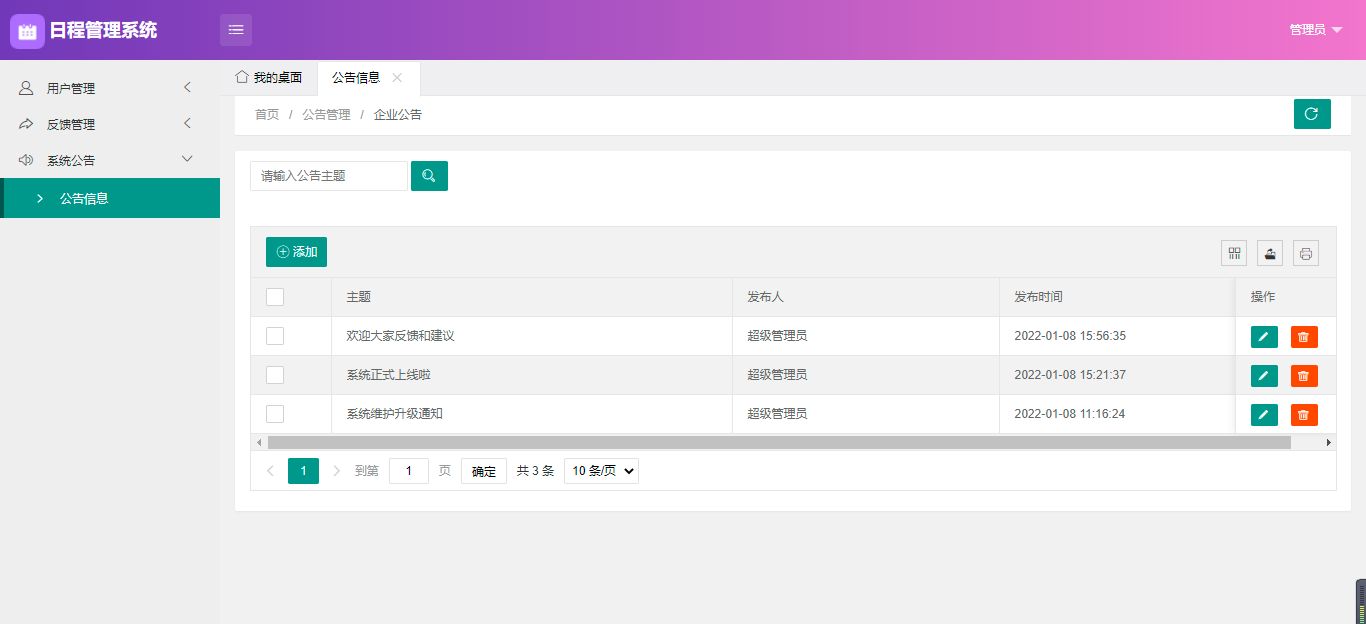 日程管理系统
管理员
用户管理
反馈管理
系统公告
公告信息
我的桌面 公告信息
首页 / 公告管理 / 企业公告
请输入公告主题
添加
主题 发布人 发布时间 操作
欢迎大家反馈和建议 超级管理员 2022-01-08 15:56:35
系统正式上线啦 超级管理员 2022-01-08 15:21:37
系统维护升级通知 超级管理员 2022-01-08 11:16:24
1 到第 1 页 确定 共 3 条 10 条/页